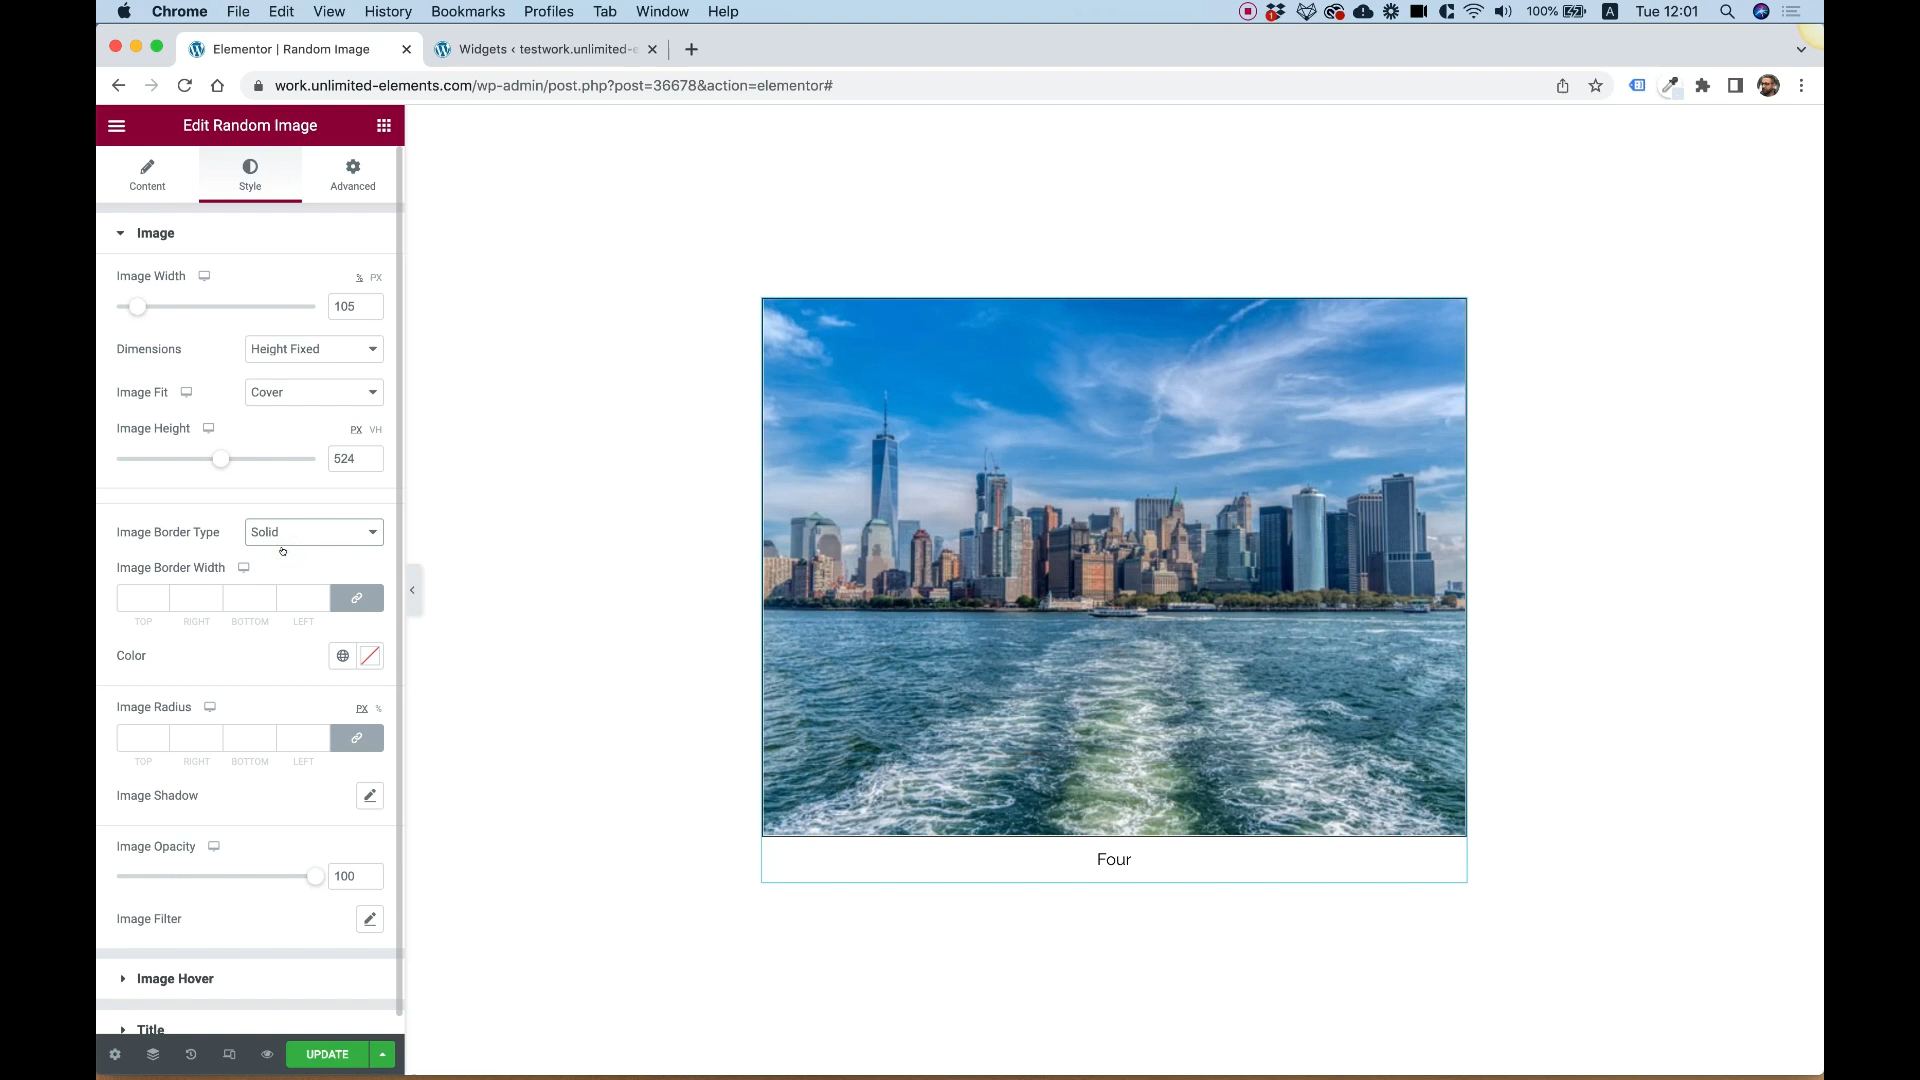 Chrome File Edit View History Bookmarks Profiles Tab Window Help 1 100% A Tue 12:01
Elementor | Random Image Widgets ‹ testwork.unlimited-e
work.unlimited-elements.com/wp-admin/post.php?post=36678&action=elementor#
Edit Random Image
Content Style Advanced
Image
Image Width % PX
105
Dimensions Height Fixed
Image Fit Cover
Image Height PX VH
524
Image Border Type Solid
Image Border Width
TOP RIGHT BOTTOM LEFT
Color
Image Radius PX %
TOP RIGHT BOTTOM LEFT
Image Shadow
Image Opacity
100
Image Filter
Image Hover
Title
UPDATE
Four